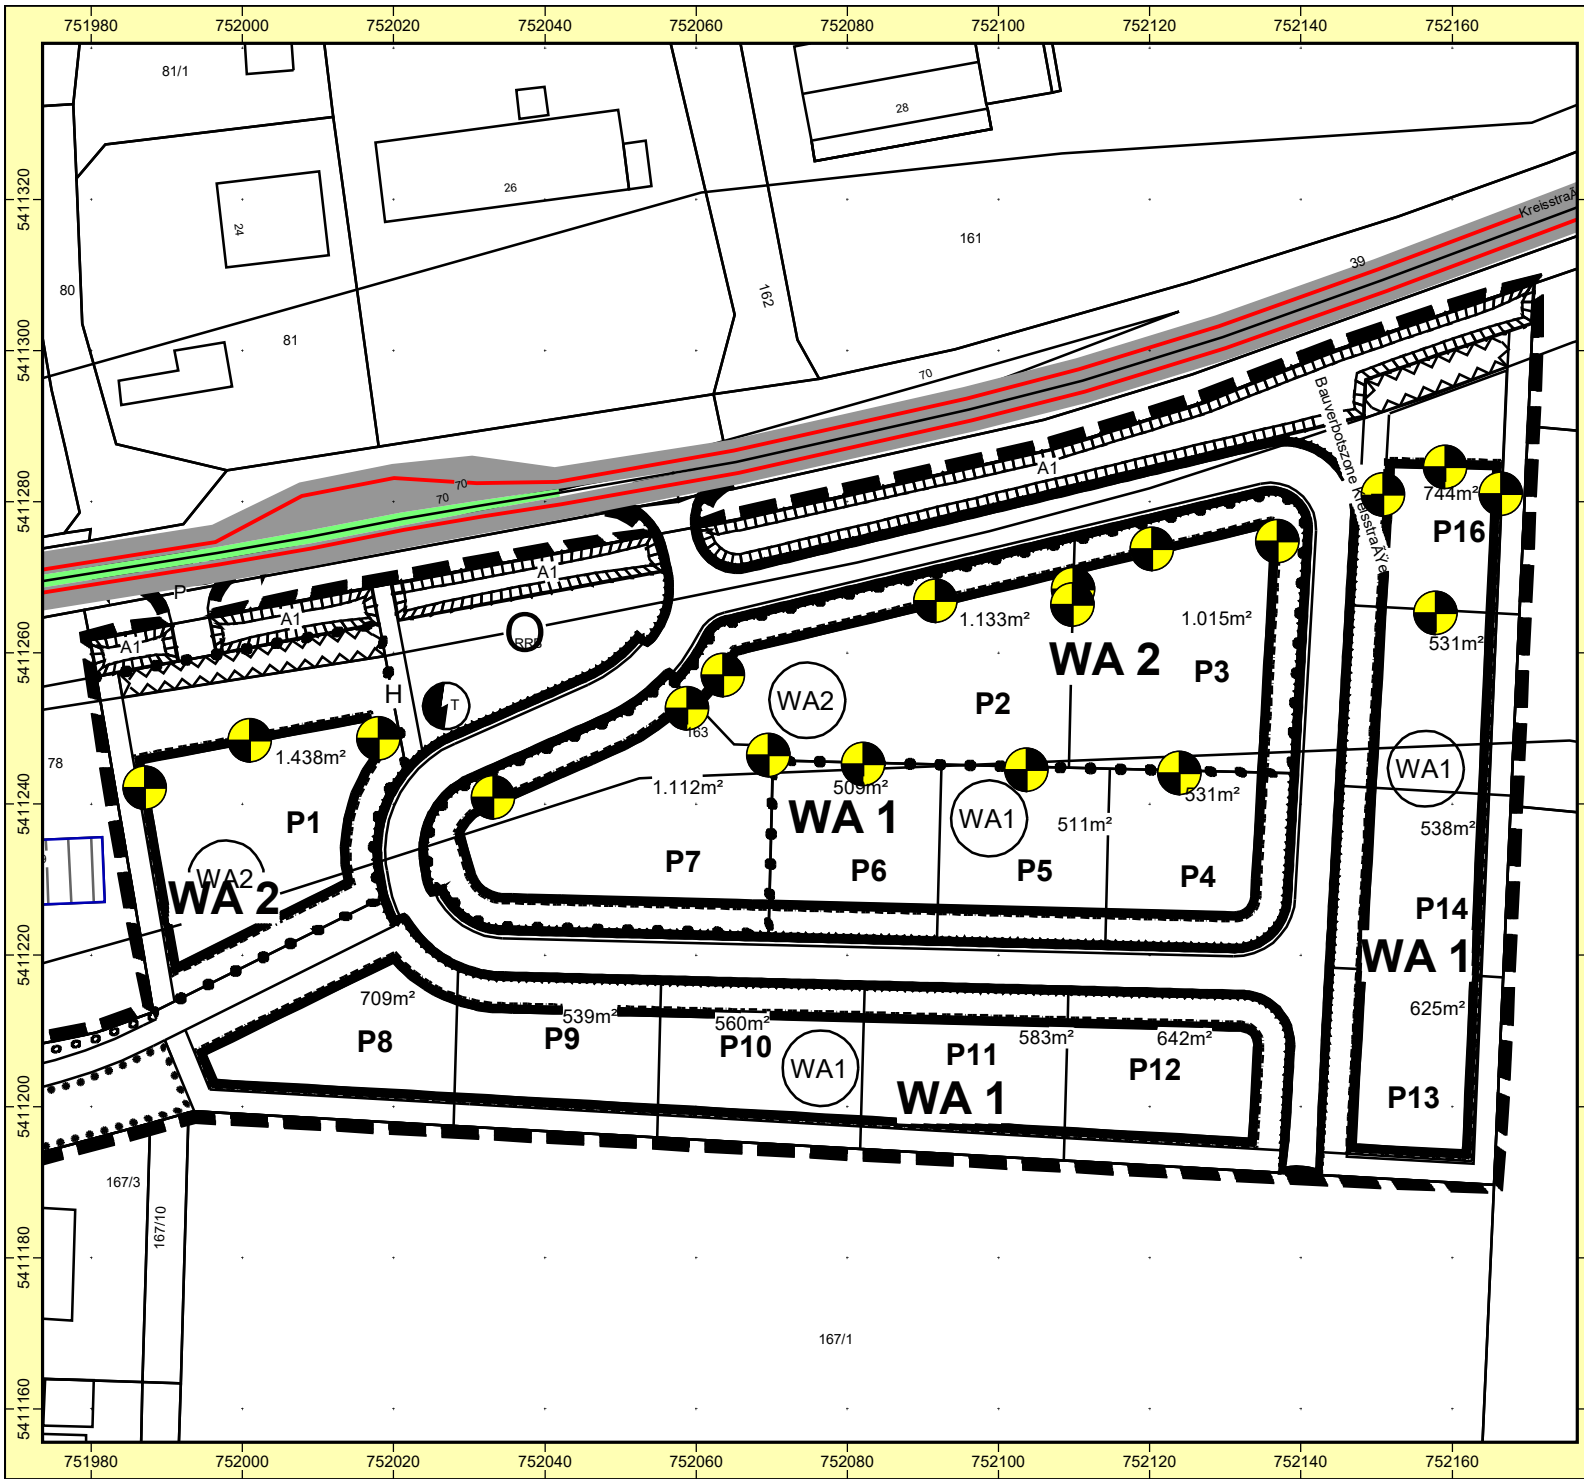 751980 752000 752020 752040 752060 752080 752100 752120 752140 752160
81/1
28
26
24
5411320
KreisstraÃ
161
39
80
162
81
5411300
70
Bauverbotszone KreisstraÃŸe
A1
5411280
70
70
744m²
P16
A1
P
A1
A1
RRB
5411260
1.133m²
1.015m²
531m²
WA 2
P3
H
T
WA2
P2
163
78
1.438m²
WA1
1.112m²
509m²
531m²
5411240
P1
WA 1
WA1
511m²
538m²
P7
P6
P5
P4
WA2
WA 2
P14
5411220
WA 1
709m²
539m²
560m²
583m²
642m²
625m²
P8
P9
P10
P11
P12
WA1
WA 1
P13
5411200
167/3
167/10
5411180
167/1
5411160
751980 752000 752020 752040 752060 752080 752100 752120 752140 752160